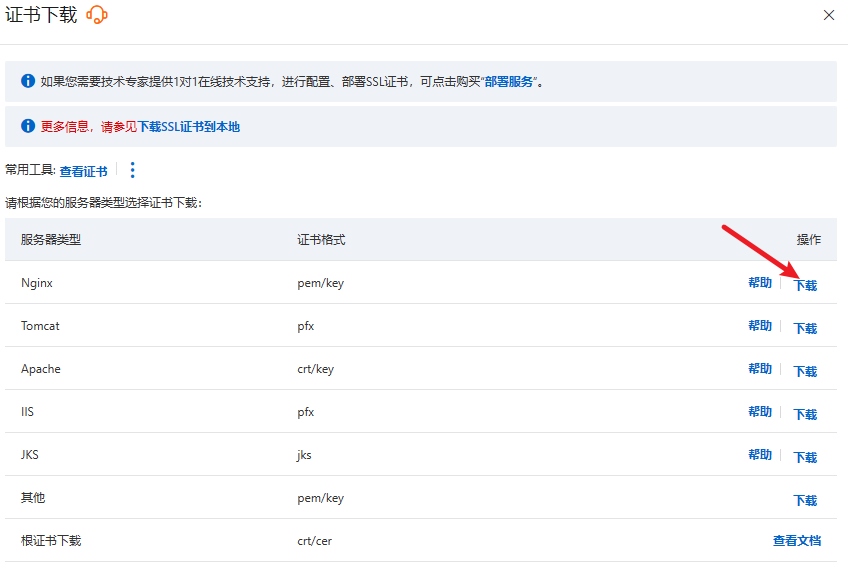 证书下载
如果您需要技术专家提供1对1在线技术支持，进行配置、部署SSL证书，可点击购买“部署服务”。
更多信息，请参见下载SSL证书到本地
常用工具: 查看证书
请根据您的服务器类型选择证书下载：
服务器类型 证书格式 操作
Nginx pem/key 帮助 下载
Tomcat pfx 帮助 下载
Apache crt/key 帮助 下载
IIS pfx 帮助 下载
JKS jks 帮助 下载
其他 pem/key 下载
根证书下载 crt/cer 查看文档